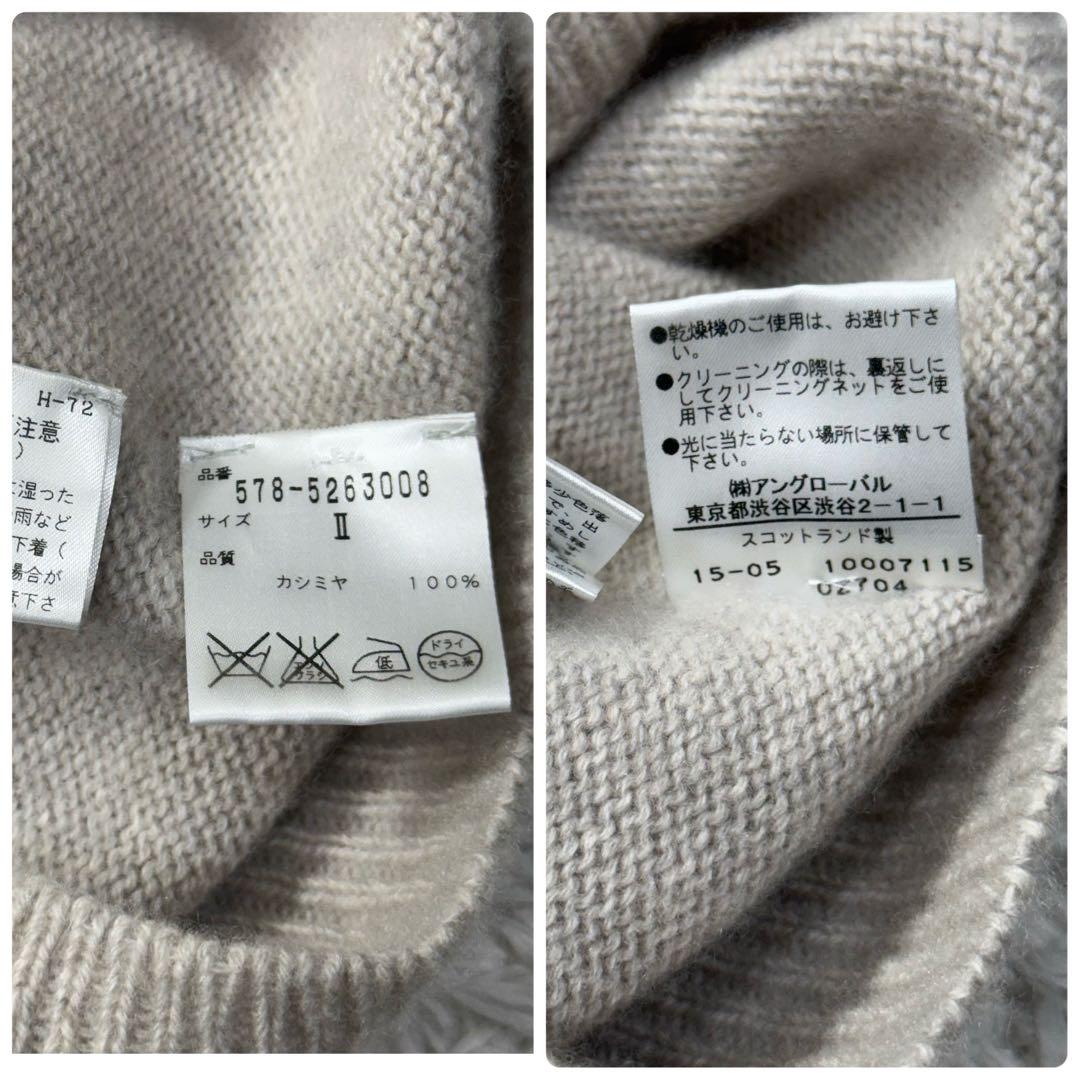 H-72
注意
)
湿った
雨など
下着(
場合が
下さ
品番
578-5263008
サイズ
II
品質
カシミヤ 100%
低
ドライ
セキユ系
●乾燥機のご使用は、お避け下さ
い。
●クリーニングの際は、裏返しに
してクリーニングネットをご使
用下さい。
●光に当たらない場所に保管して
下さい。
㈱アングローバル
東京都渋谷区渋谷2-1-1
スコットランド製
15-05 10007115
02704
少色落
で、出